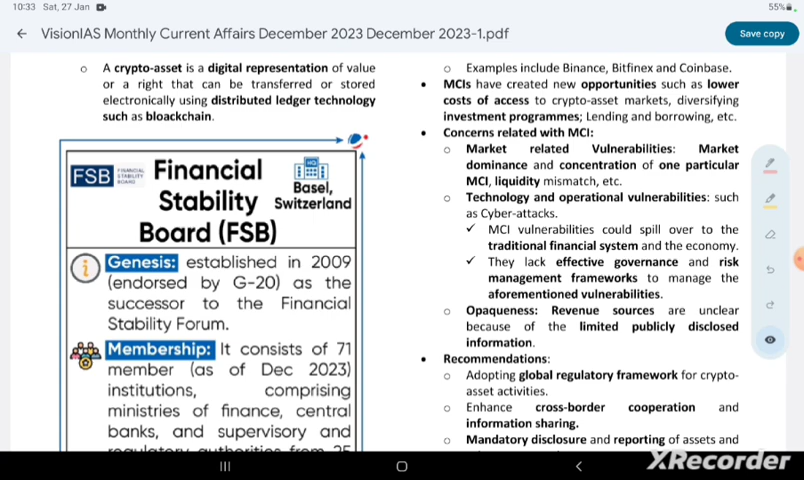 10:33 Sat, 27 Jan
55%
VisionIAS Monthly Current Affairs December 2023 December 2023-1.pdf
Save copy
o A crypto-asset is a digital representation of value
or a right that can be transferred or stored
electronically using distributed ledger technology
such as bloackchain.
FSB
FINANCIAL
STABILITY
BOARD
Financial
Stability
Board (FSB)
HQ
Basel,
Switzerland
Genesis: established in 2009
(endorsed by G-20) as the
successor to the Financial
Stability Forum.
Membership: It consists of 71
member (as of Dec 2023)
institutions, comprising
ministries of finance, central
banks, and supervisory and
regulatory authorities from 25
o Examples include Binance, Bitfinex and Coinbase.
• MCIs have created new opportunities such as lower
costs of access to crypto-asset markets, diversifying
investment programmes; Lending and borrowing, etc.
• Concerns related with MCI:
o Market related Vulnerabilities: Market
dominance and concentration of one particular
MCI, liquidity mismatch, etc.
o Technology and operational vulnerabilities: such
as Cyber-attacks.
✓ MCI vulnerabilities could spill over to the
traditional financial system and the economy.
✓ They lack effective governance and risk
management frameworks to manage the
aforementioned vulnerabilities.
o Opaqueness: Revenue sources are unclear
because of the limited publicly disclosed
information.
• Recommendations:
o Adopting global regulatory framework for crypto-
asset activities.
o Enhance cross-border cooperation and
information sharing.
o Mandatory disclosure and reporting of assets and
XRecorder